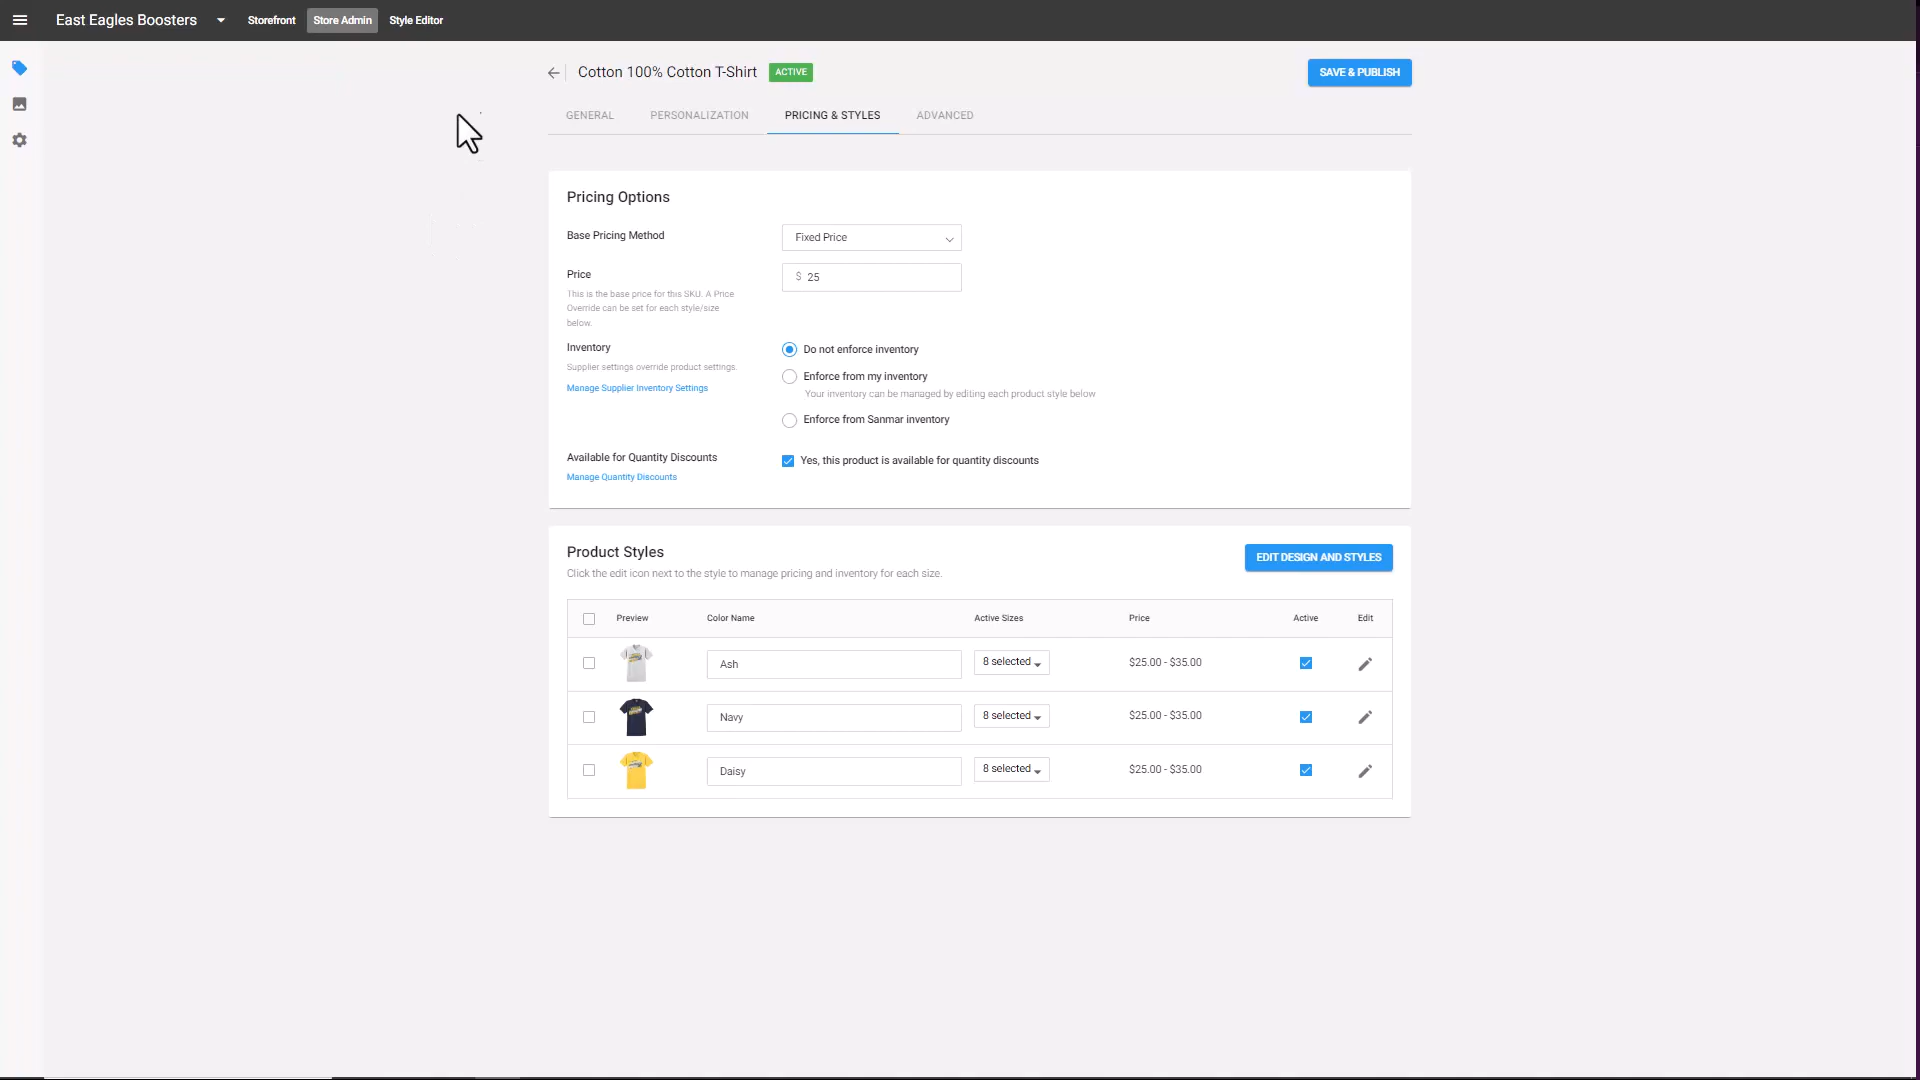 East Eagles Boosters
Storefront
Store Admin
Style Editor
Cotton 100% Cotton T-Shirt
ACTIVE
SAVE & PUBLISH
GENERAL
PERSONALIZATION
PRICING & STYLES
ADVANCED
Pricing Options
Base Pricing Method
Fixed Price
Price
$ 25
This is the base price for this SKU. A Price
Override can be set for each style/size
below.
Inventory
Do not enforce inventory
Supplier settings override product settings.
Enforce from my inventory
Manage Supplier Inventory Settings
Your inventory can be managed by editing each product style below
Enforce from Sanmar inventory
Available for Quantity Discounts
Yes, this product is available for quantity discounts
Manage Quantity Discounts
Product Styles
EDIT DESIGN AND STYLES
Click the edit icon next to the style to manage pricing and inventory for each size.
Preview Color Name Active Sizes Price Active Edit
Ash 8 selected $25.00 - $35.00
Navy 8 selected $25.00 - $35.00
Daisy 8 selected $25.00 - $35.00